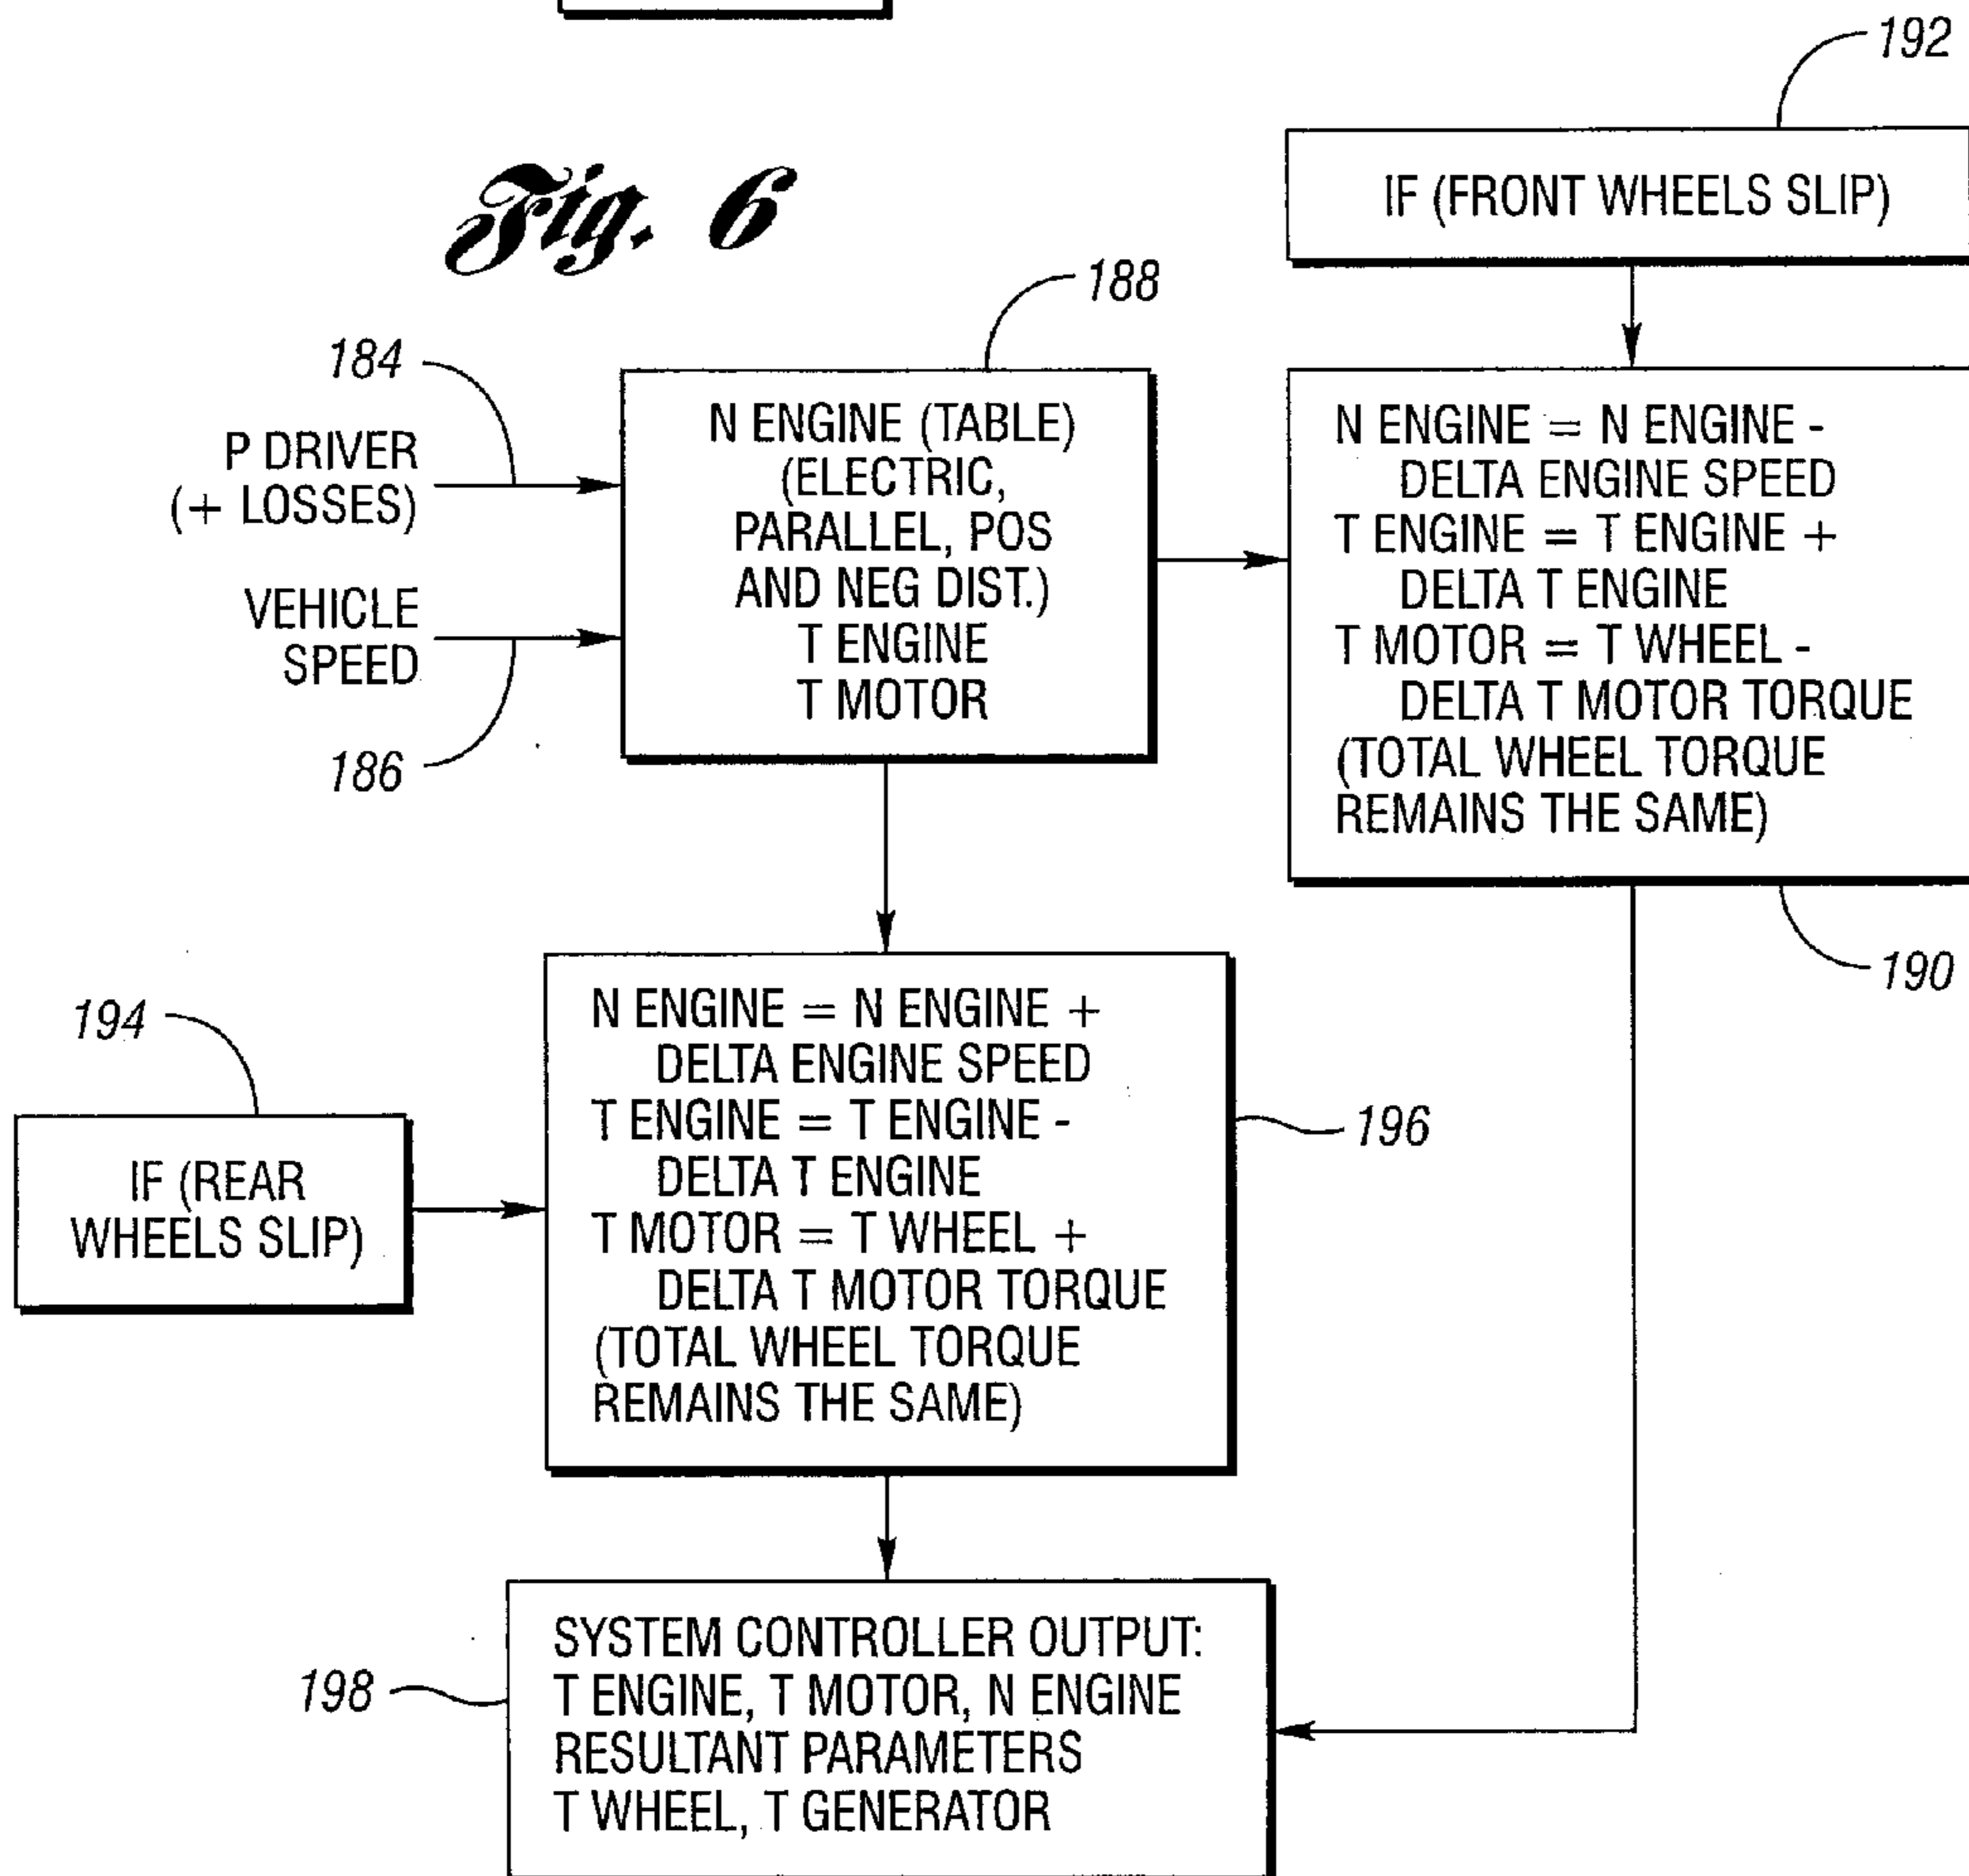 Fig. 6
192
IF (FRONT WHEELS SLIP)
188
184
P DRIVER
(+ LOSSES)
VEHICLE
SPEED
186
N ENGINE (TABLE)
(ELECTRIC,
PARALLEL, POS
AND NEG DIST.)
T ENGINE
T MOTOR
N ENGINE = N ENGINE -
DELTA ENGINE SPEED
T ENGINE = T ENGINE +
DELTA T ENGINE
T MOTOR = T WHEEL -
DELTA T MOTOR TORQUE
(TOTAL WHEEL TORQUE
REMAINS THE SAME)
190
194
IF (REAR
WHEELS SLIP)
N ENGINE = N ENGINE +
DELTA ENGINE SPEED
T ENGINE = T ENGINE -
DELTA T ENGINE
T MOTOR = T WHEEL +
DELTA T MOTOR TORQUE
(TOTAL WHEEL TORQUE
REMAINS THE SAME)
196
198
SYSTEM CONTROLLER OUTPUT:
T ENGINE, T MOTOR, N ENGINE
RESULTANT PARAMETERS
T WHEEL, T GENERATOR